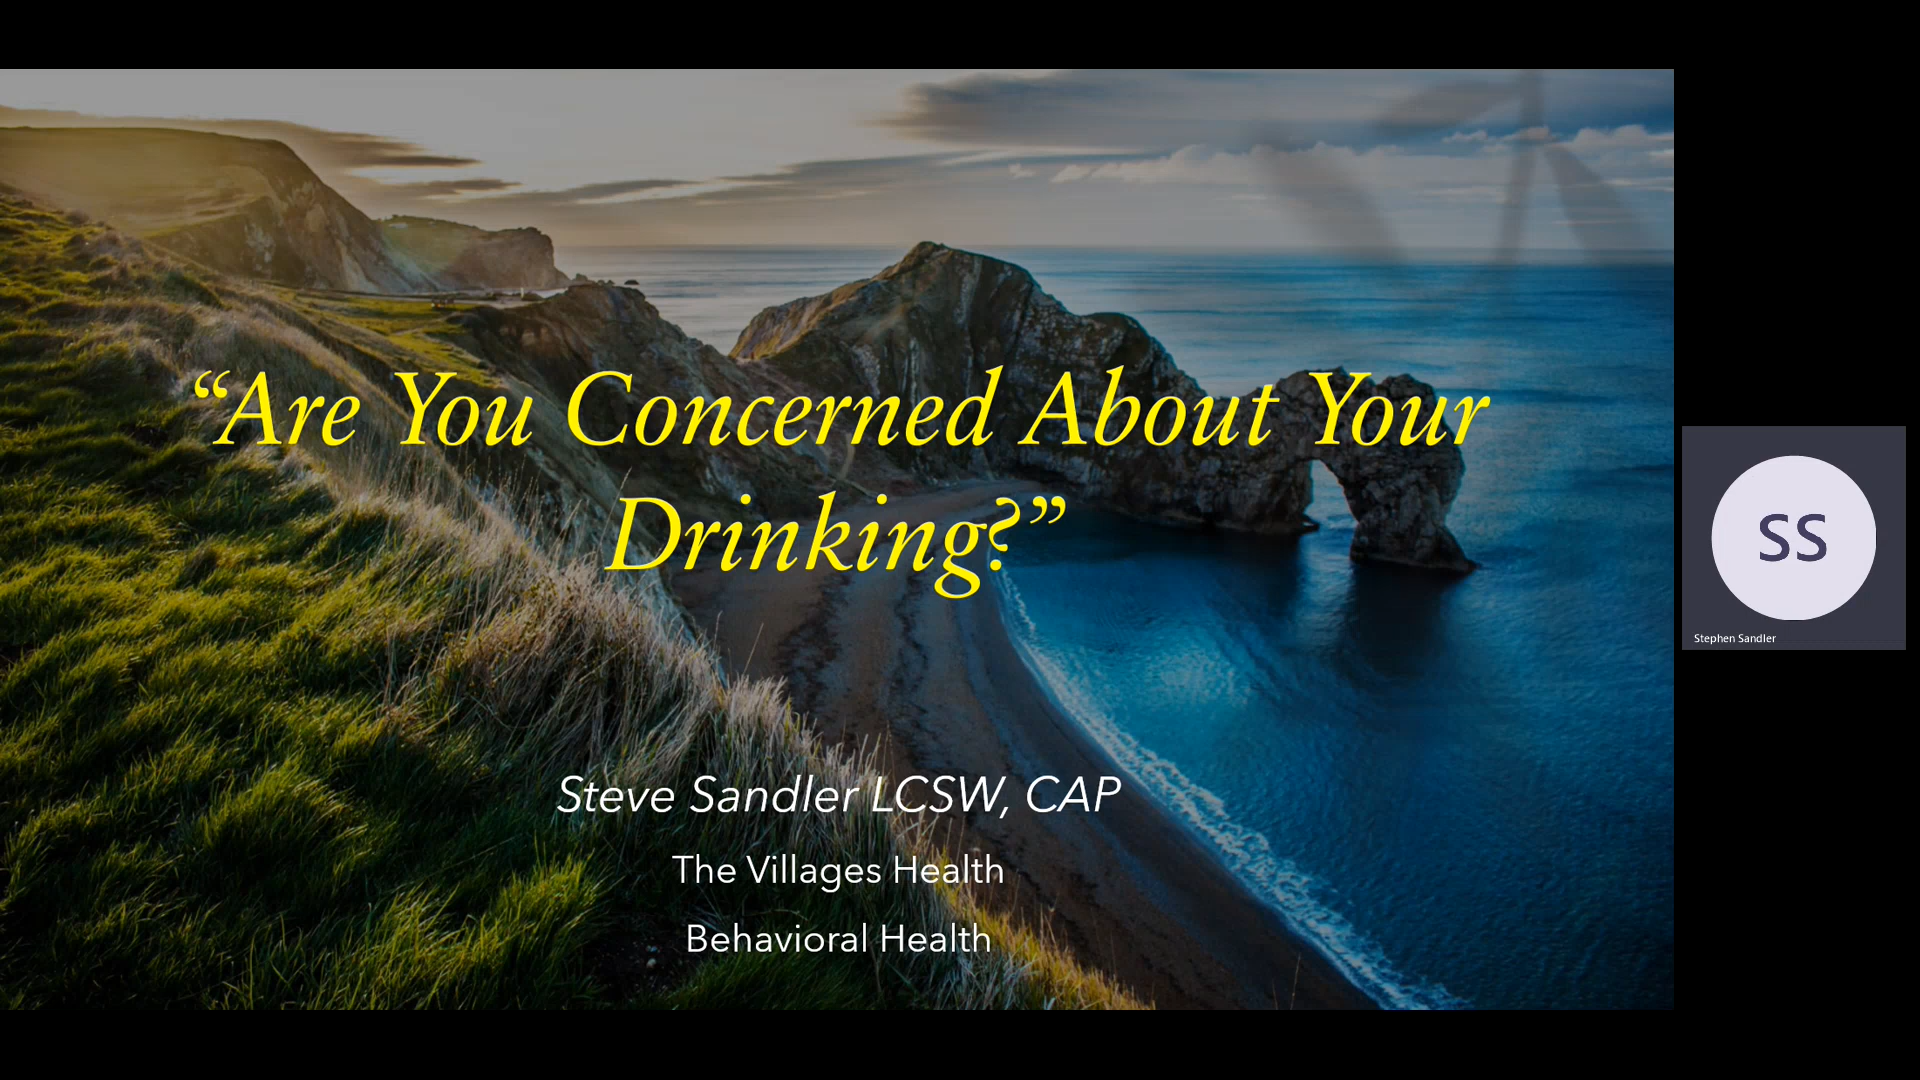 “Are You Concerned About Your
Drinking?”
Steve Sandler LCSW, CAP
The Villages Health
Behavioral Health
SS
Stephen Sandler